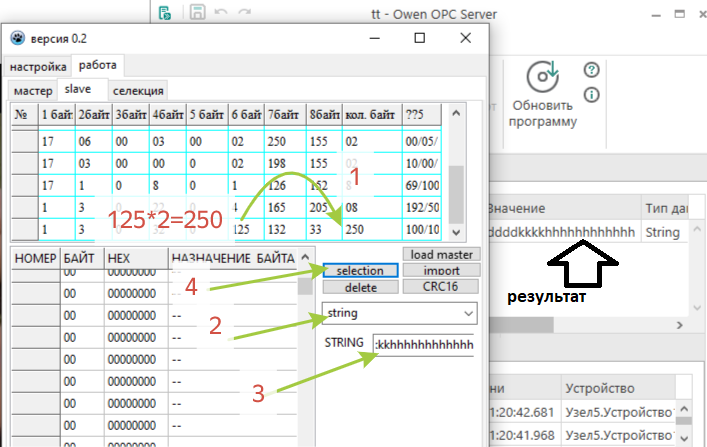 tt - Owen OPC Server
версия 0.2
настройка работа
мастер slave селекция
№ 1 байт 2байт 3байт 4байт 5 байт 6 байт 7байт 8байт кол. байт ??5
17 06 00 03 00 02 250 155 02 00/05/
17 03 00 00 0 02 198 155 02 10/00/
17 1 0 8 0 1 126 152 8 69/100
1 3 0 4 165 205 08 192/50
1 3 0 0 125 132 33 250 100/10
1
125*2=250
НОМЕР БАЙТ HEX НАЗНАЧЕНИЕ БАЙТА
00 00000000 --
00 00000000 --
00 00000000 --
00 00000000 --
00 00000000 --
00 00000000 --
00 00000000 --
00 00000000 --
00 00000000 --
load master
4
selection import
delete CRC16
2
string
STRING :kkhhhhhhhhhhhhh
3
Обновить
программу
Значение Тип да
ddddkkkkhhhhhhhhhhhhh String
результат
ни Устройство
1:20:42.681 Узел5.Устройство
1:20:41.968 Узел5.Устройство